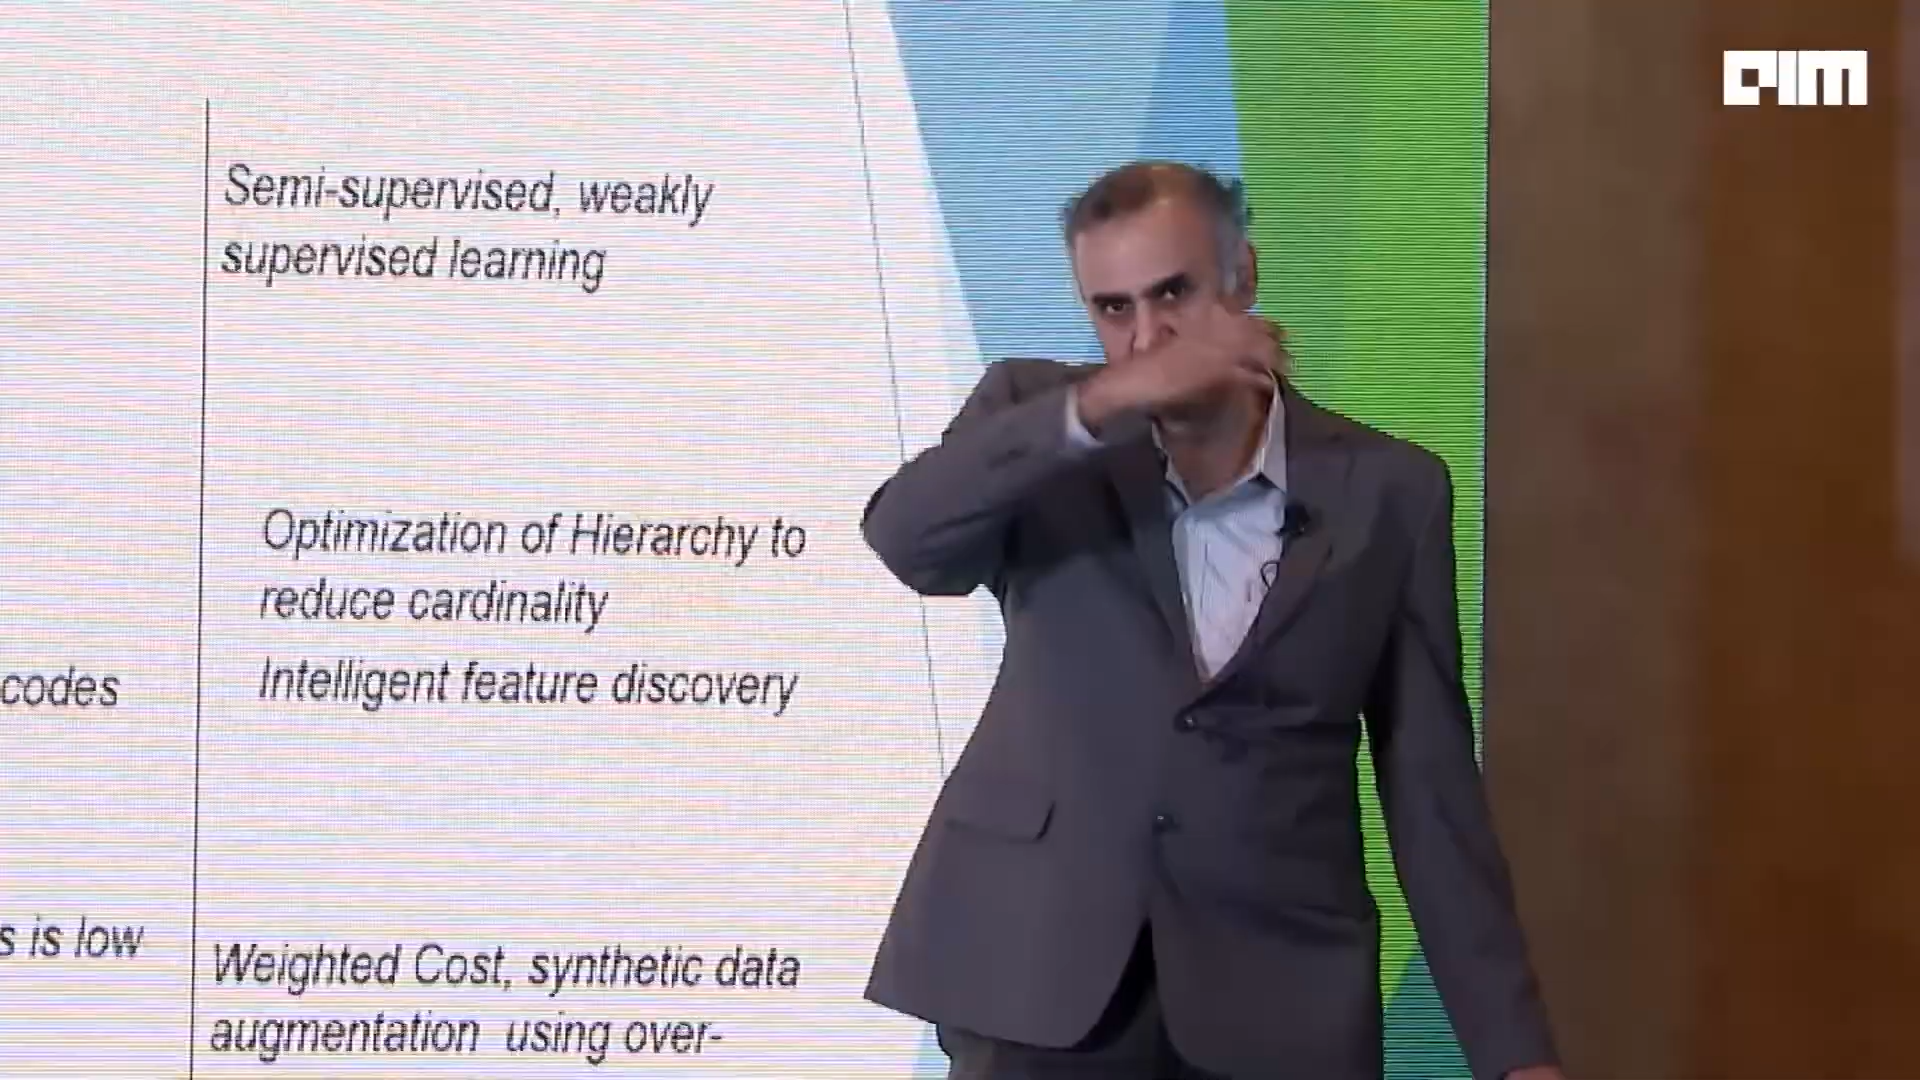 AIM
Semi-supervised, weakly
supervised learning
Optimization of Hierarchy to
reduce cardinality
codes
Intelligent feature discovery
s is low
Weighted Cost, synthetic data
augmentation using over-